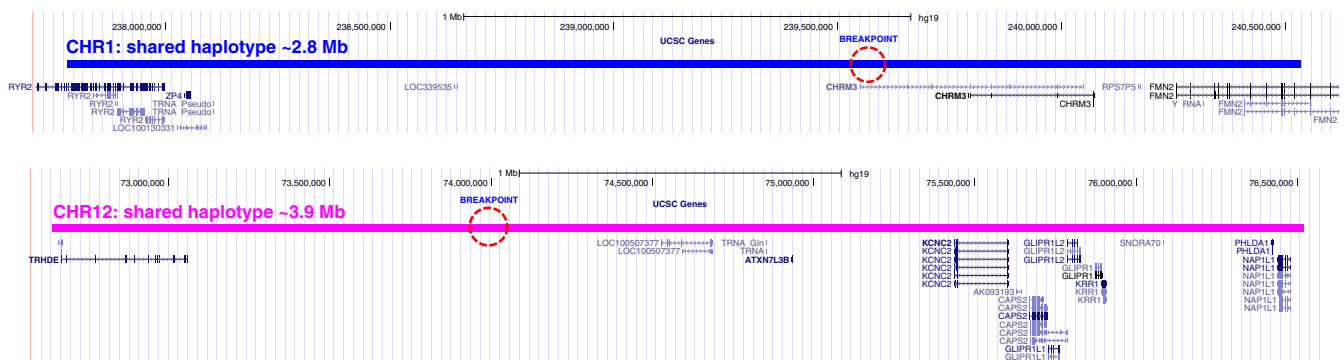 1 Mb hg19
238,000,000 238,500,000 239,000,000 239,500,000 240,000,000 240,500,000
CHR1: shared haplotype ~2.8 Mb UCSC Genes BREAKPOINT
RYR2 LOC339535 CHRM3 RPS7P5 FMN2
RYR2 ZP4 CHRM3 FMN2
RYR2 TRNA Pseudo CHRM3 Y RNA FMN2
RYR2 TRNA Pseudo FMN2
RYR2 FMN2
LOC100130331
1 Mb hg19
73,000,000 73,500,000 74,000,000 74,500,000 75,000,000 75,500,000 76,000,000 76,500,000
BREAKPOINT UCSC Genes
CHR12: shared haplotype ~3.9 Mb
LOC100507377 TRNA Gln KCNC2 GLIPR1L2 SNORA70 PHLDA1
LOC100507377 TRNA KCNC2 GLIPR1L2 PHLDA1
TRHDE ATXN7L3B KCNC2 GLIPR1L2 NAP1L1
KCNC2 GLIPR1 NAP1L1
KCNC2 GLIPR1 NAP1L1
KCNC2 KRR1 NAP1L1
AK093193 KRR1 NAP1L1
CAPS2 KRR1 NAP1L1
CAPS2 NAP1L1
CAPS2
CAPS2
CAPS2
CAPS2
GLIPR1L1
GLIPR1L1